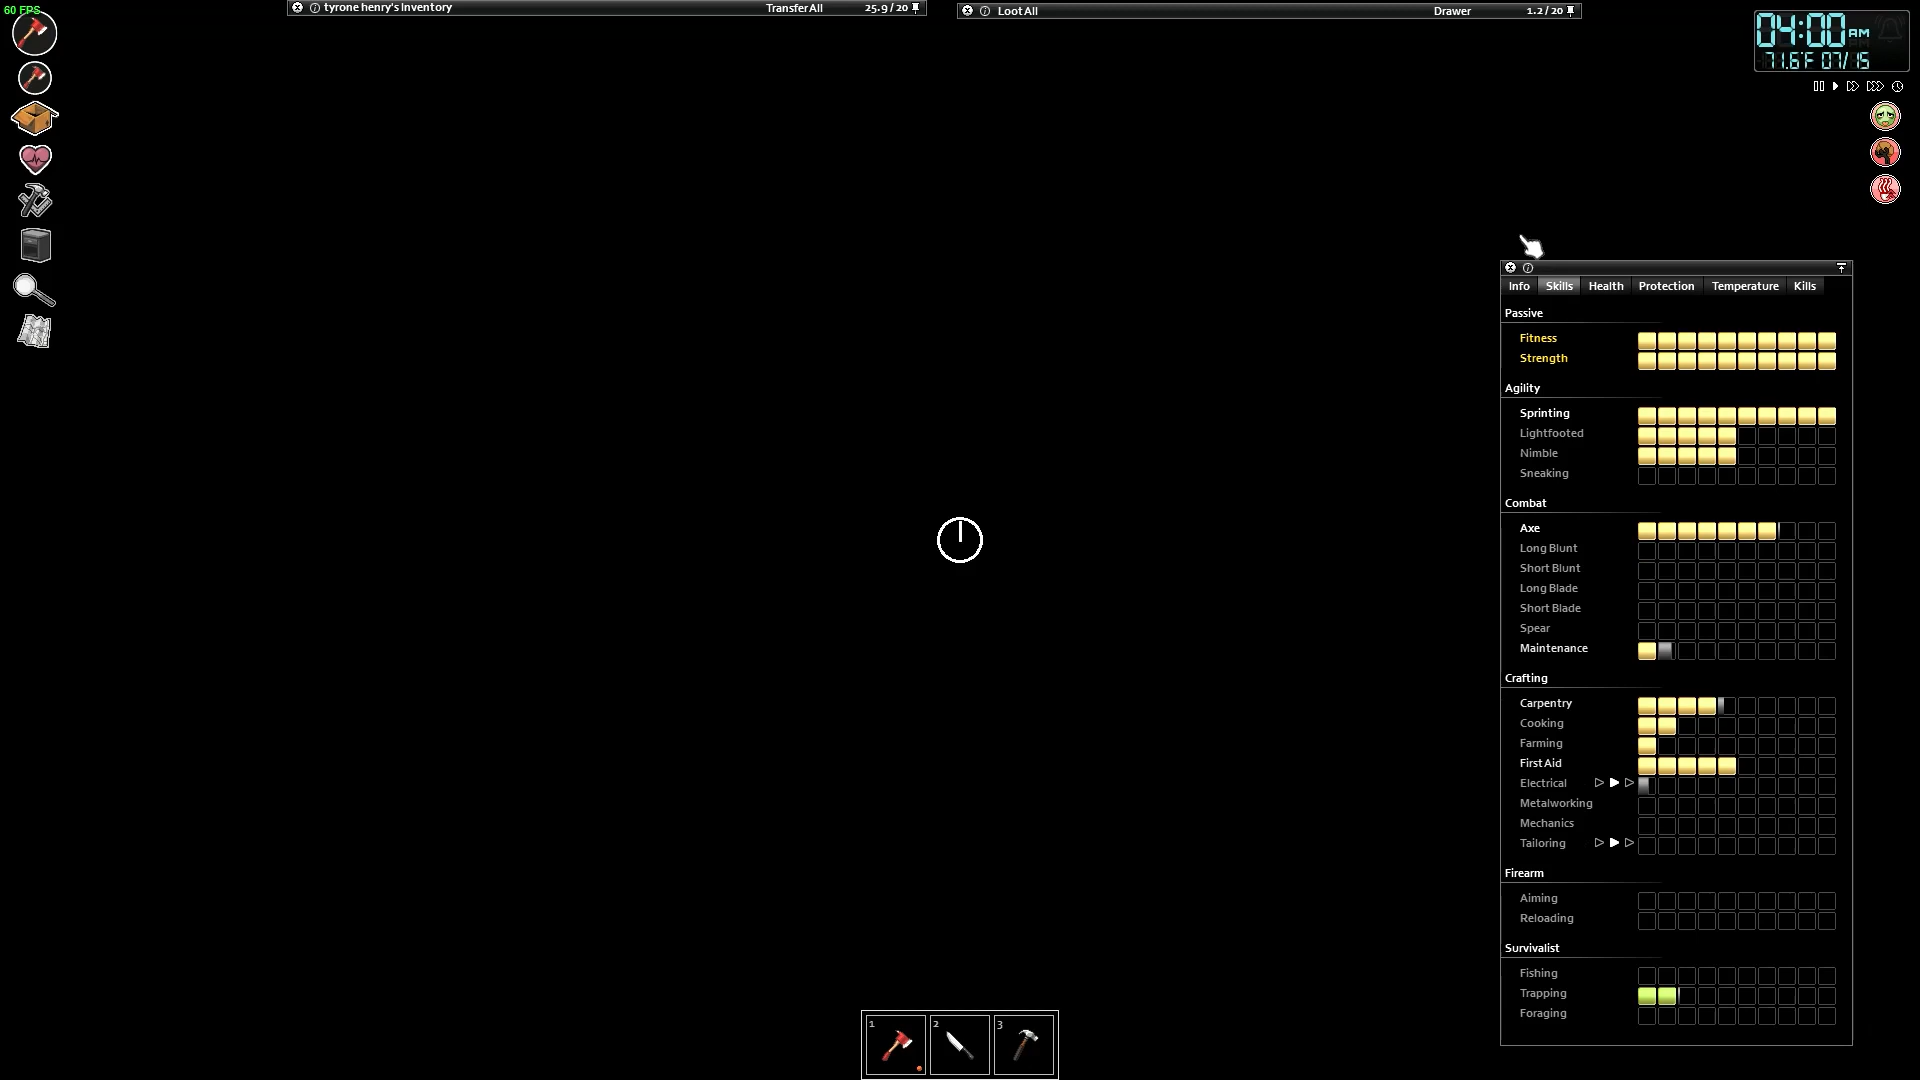 60 FPS
tyrone henry's Inventory
Transfer All
25.9 / 20
Loot All
Drawer
1.2 / 20
04:00 AM
71.6°F 07/15
Info Skills Health Protection Temperature Kills
Passive
Fitness
Strength
Agility
Sprinting
Lightfooted
Nimble
Sneaking
Combat
Axe
Long Blunt
Short Blunt
Long Blade
Short Blade
Spear
Maintenance
Crafting
Carpentry
Cooking
Farming
First Aid
Electrical
Metalworking
Mechanics
Tailoring
Firearm
Aiming
Reloading
Survivalist
Fishing
Trapping
Foraging
1 2 3